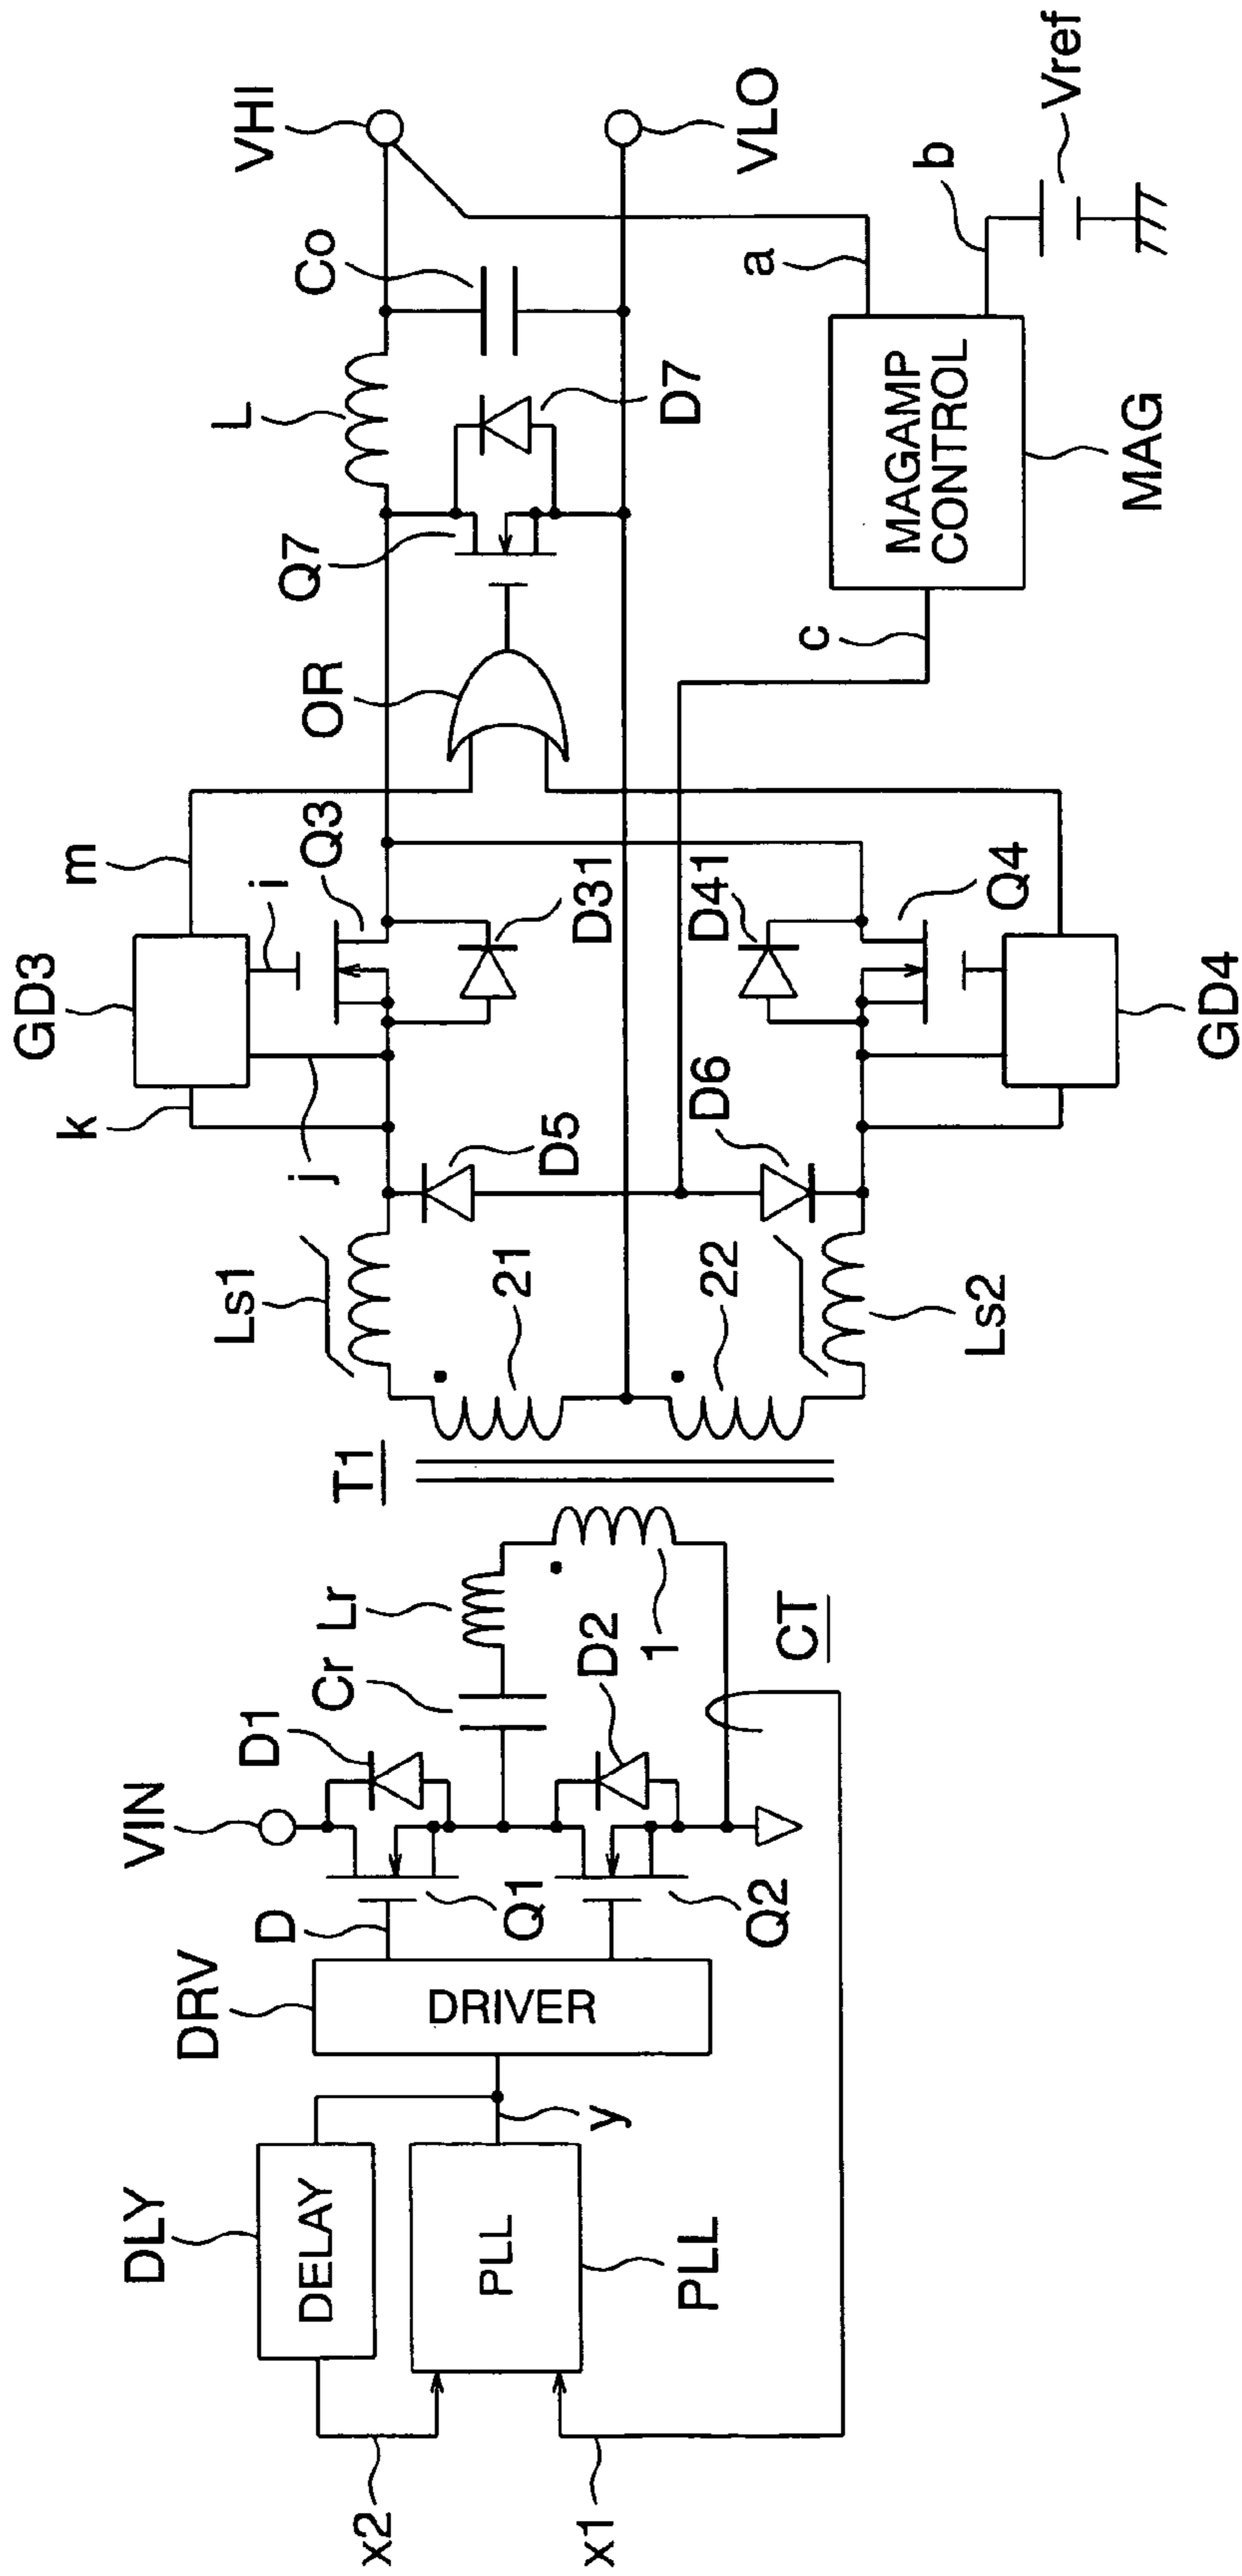 VIN
D1
Cr
Lr
T1
DRV
D
DRIVER
Q1
Q2
D2
1
CT
DLY
DELAY
y
PLL
PLL
x2
x1
GD3
k
j
m
i
Q3
D31
Ls1
21
D5
22
Ls2
D6
D41
Q4
GD4
OR
Q7
D7
L
Co
VHI
VLO
c
MAGAMP
CONTROL
MAG
a
b
Vref